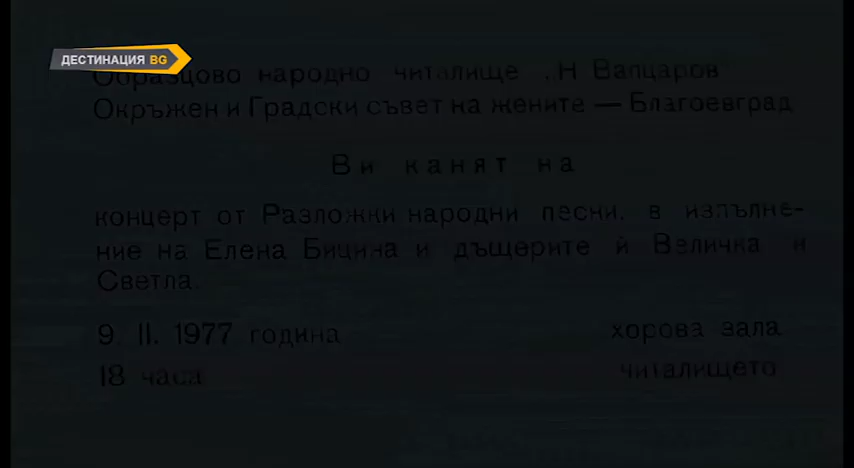 ДЕСТИНАЦИЯ BG
Образцово народно читалище „Н Вапцаров"
Окръжен и Градски съвет на жените — Благоевград
Ви канят на
концерт от Разложки народни песни, в изпълне-
ние на Елена Бицина и дъщерите ѝ Величка и
Светла
9. II. 1977 година хорова зала
18 часа читалището